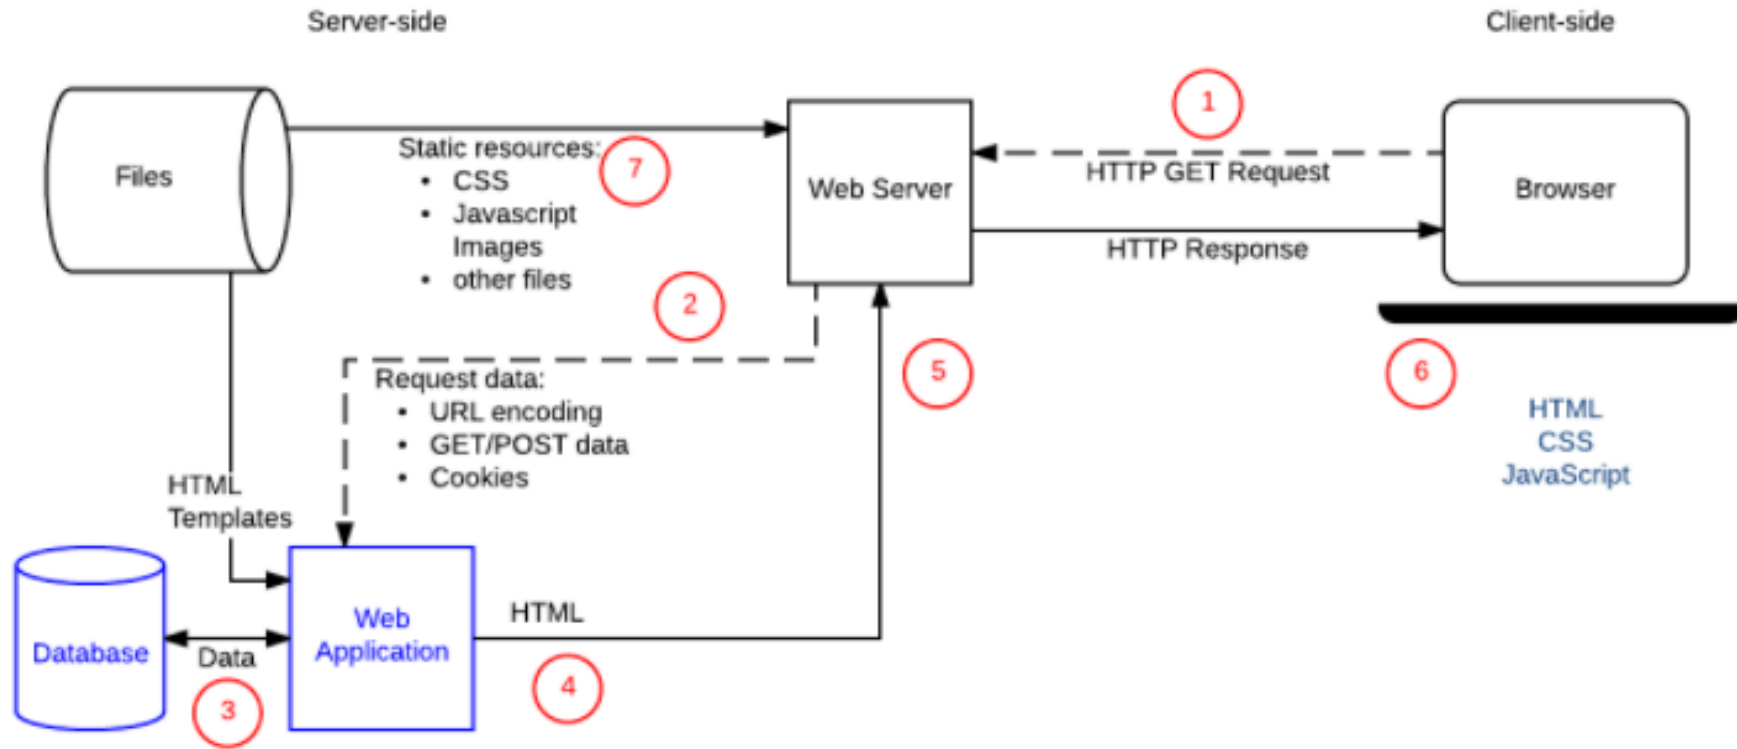 Server-side
Client-side
1
Static resources:
7
Files
• CSS
Web Server
HTTP GET Request
Browser
• Javascript
Images
HTTP Response
• other files
2
Request data:
5
6
• URL encoding
HTML
• GET/POST data
CSS
• Cookies
JavaScript
HTML
Templates
Web
Application
HTML
Database
Data
4
3